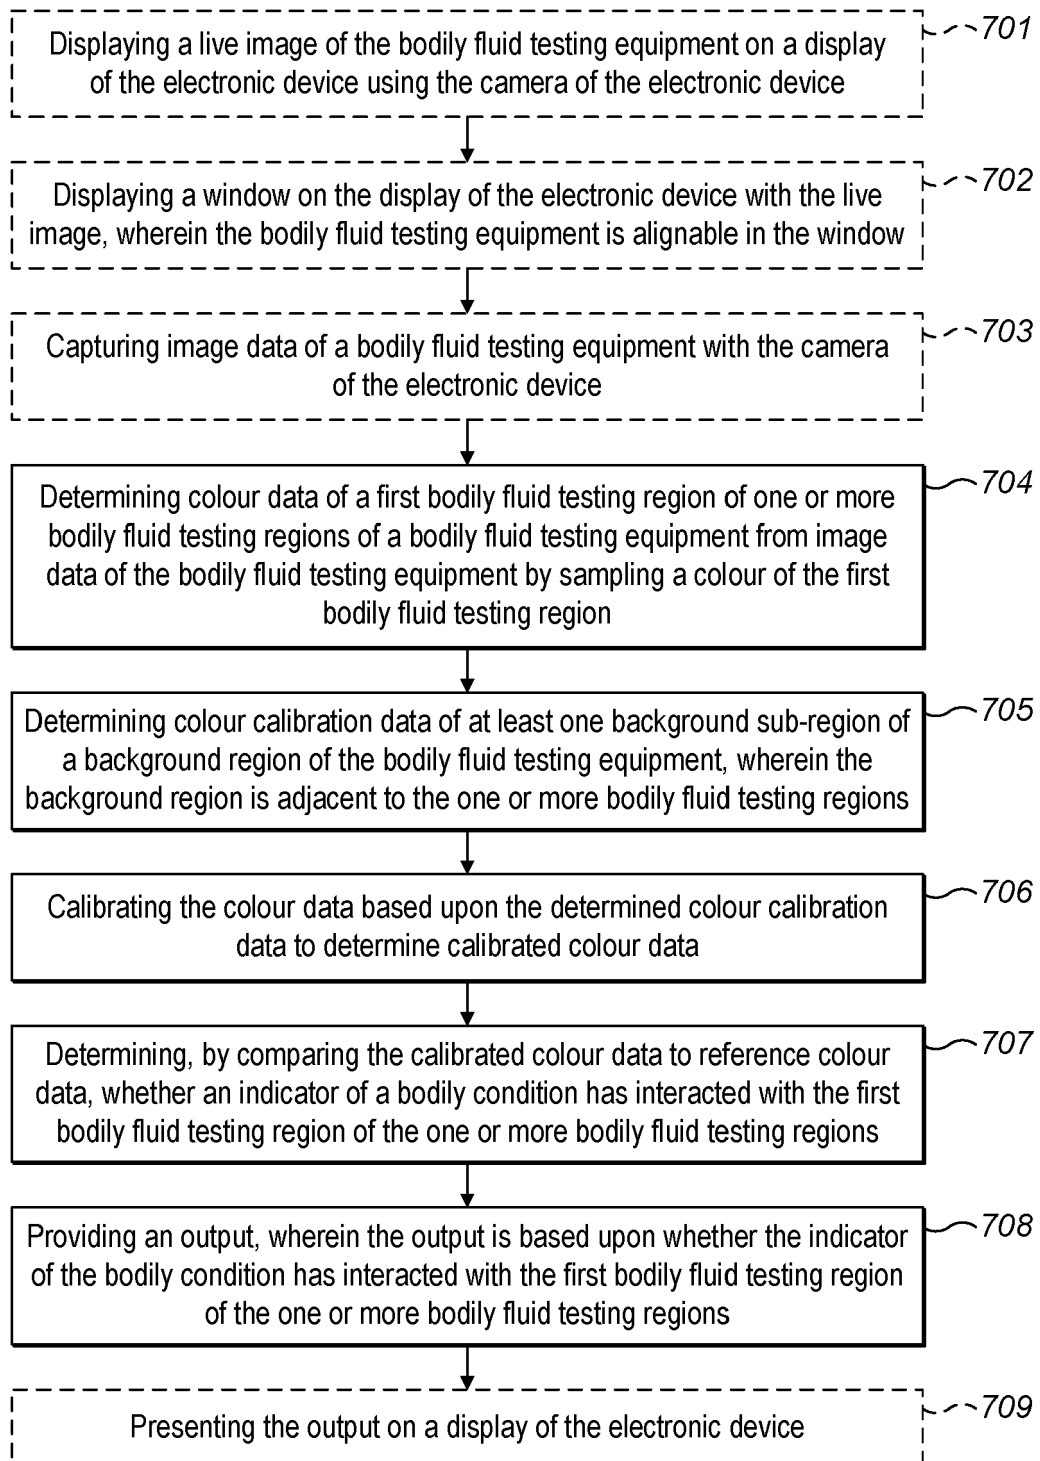 Displaying a live image of the bodily fluid testing equipment on a display
of the electronic device using the camera of the electronic device
701
Displaying a window on the display of the electronic device with the live
image, wherein the bodily fluid testing equipment is alignable in the window
702
Capturing image data of a bodily fluid testing equipment with the camera
of the electronic device
703
Determining colour data of a first bodily fluid testing region of one or more
bodily fluid testing regions of a bodily fluid testing equipment from image
data of the bodily fluid testing equipment by sampling a colour of the first
bodily fluid testing region
704
Determining colour calibration data of at least one background sub-region of
a background region of the bodily fluid testing equipment, wherein the
background region is adjacent to the one or more bodily fluid testing regions
705
Calibrating the colour data based upon the determined colour calibration
data to determine calibrated colour data
706
Determining, by comparing the calibrated colour data to reference colour
data, whether an indicator of a bodily condition has interacted with the first
bodily fluid testing region of the one or more bodily fluid testing regions
707
Providing an output, wherein the output is based upon whether the indicator
of the bodily condition has interacted with the first bodily fluid testing region
of the one or more bodily fluid testing regions
708
Presenting the output on a display of the electronic device
709